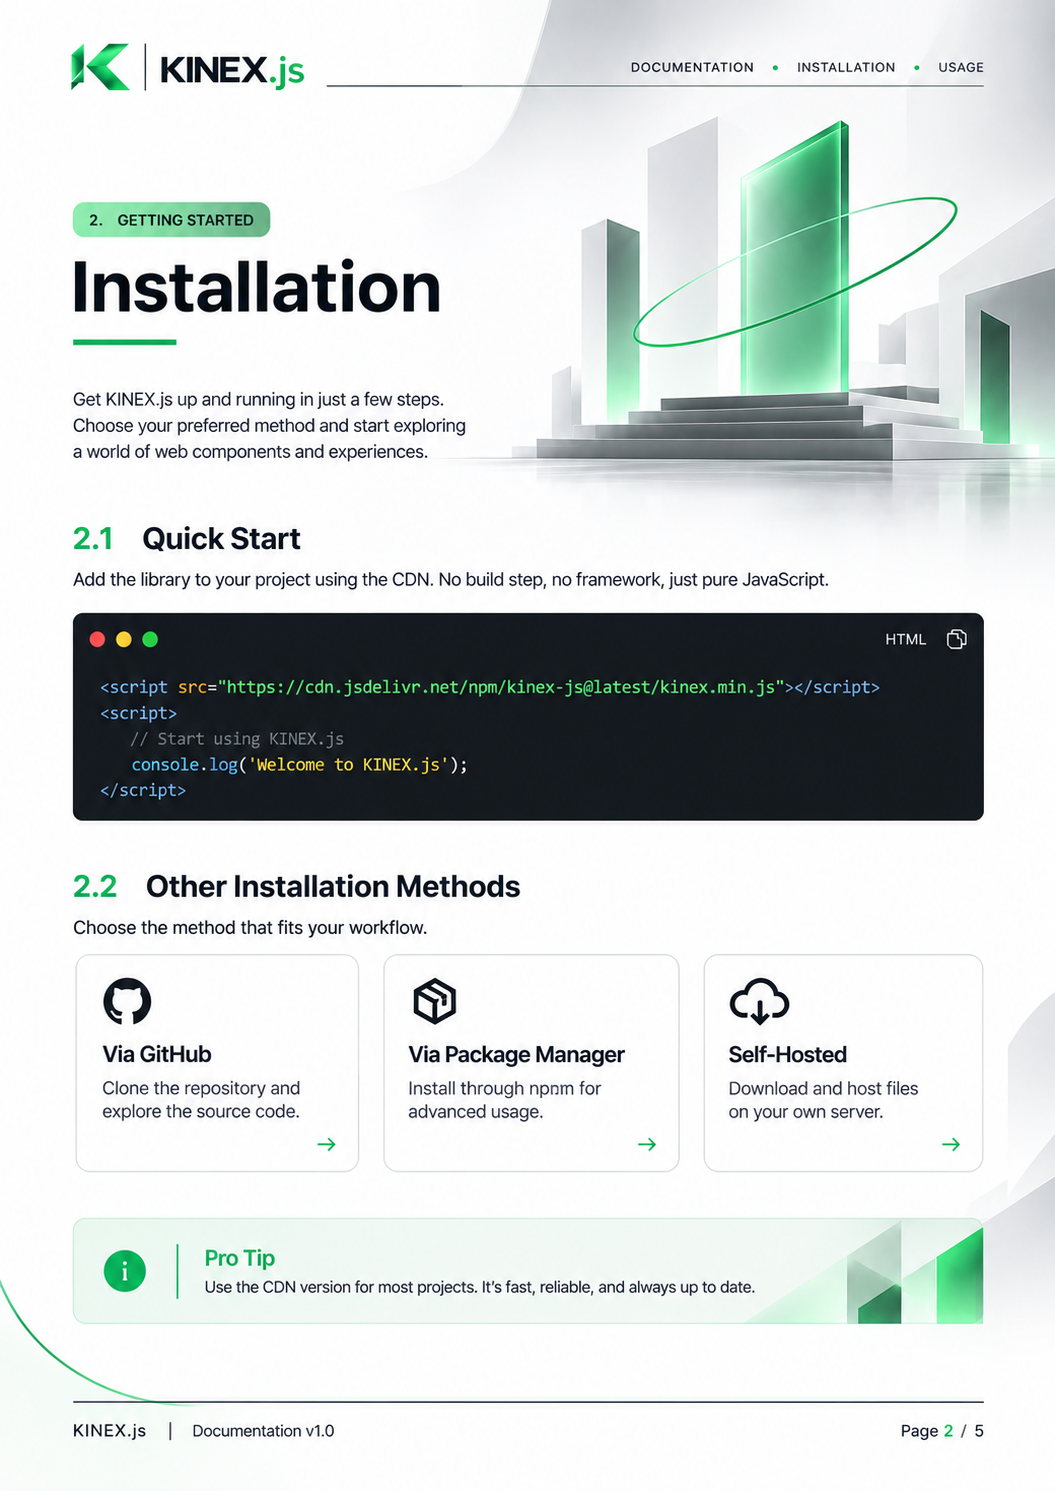 KINEX.js
DOCUMENTATION • INSTALLATION • USAGE
2. GETTING STARTED
Installation
Get KINEX.js up and running in just a few steps.
Choose your preferred method and start exploring
a world of web components and experiences.
2.1 Quick Start
Add the library to your project using the CDN. No build step, no framework, just pure JavaScript.
HTML
<script src="https://cdn.jsdelivr.net/npm/kinex-js@latest/kinex.min.js"></script>
<script>
// Start using KINEX.js
console.log('Welcome to KINEX.js');
</script>
2.2 Other Installation Methods
Choose the method that fits your workflow.
Via GitHub
Clone the repository and
explore the source code.
Via Package Manager
Install through npnm for
advanced usage.
Self-Hosted
Download and host files
on your own server.
Pro Tip
Use the CDN version for most projects. It's fast, reliable, and always up to date.
KINEX.js | Documentation v1.0
Page 2 / 5